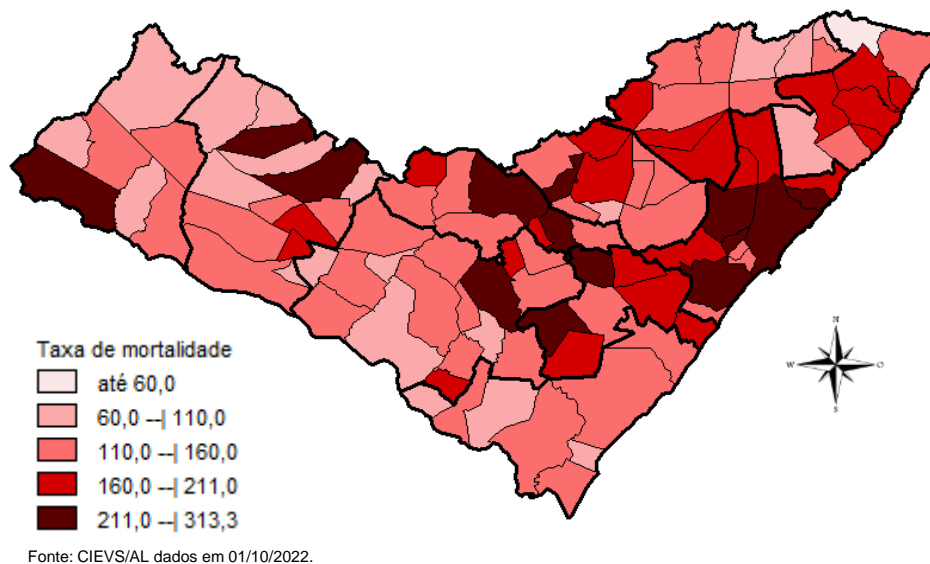 Taxa de mortalidade
até 60,0
60,0 --| 110,0
110,0 --| 160,0
160,0 --| 211,0
211,0 --| 313,3
N
W
O
S
Fonte: CIEVS/AL dados em 01/10/2022.